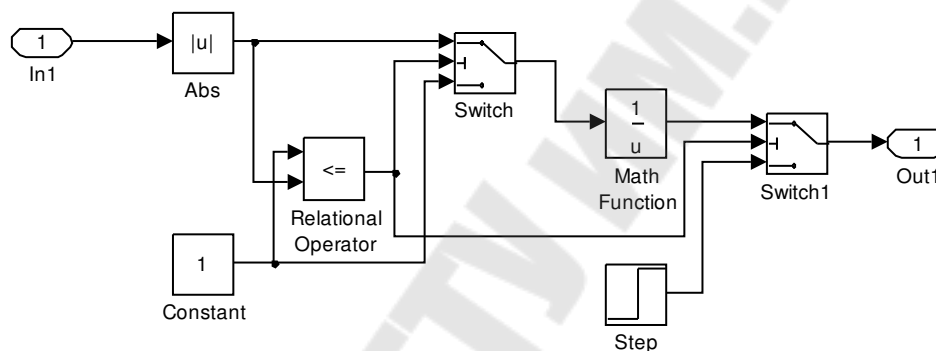 1
In1
|u|
Abs
Switch
<=
Relational
Operator
1
Constant
1
u
Math
Function
Step
Switch1
1
Out1